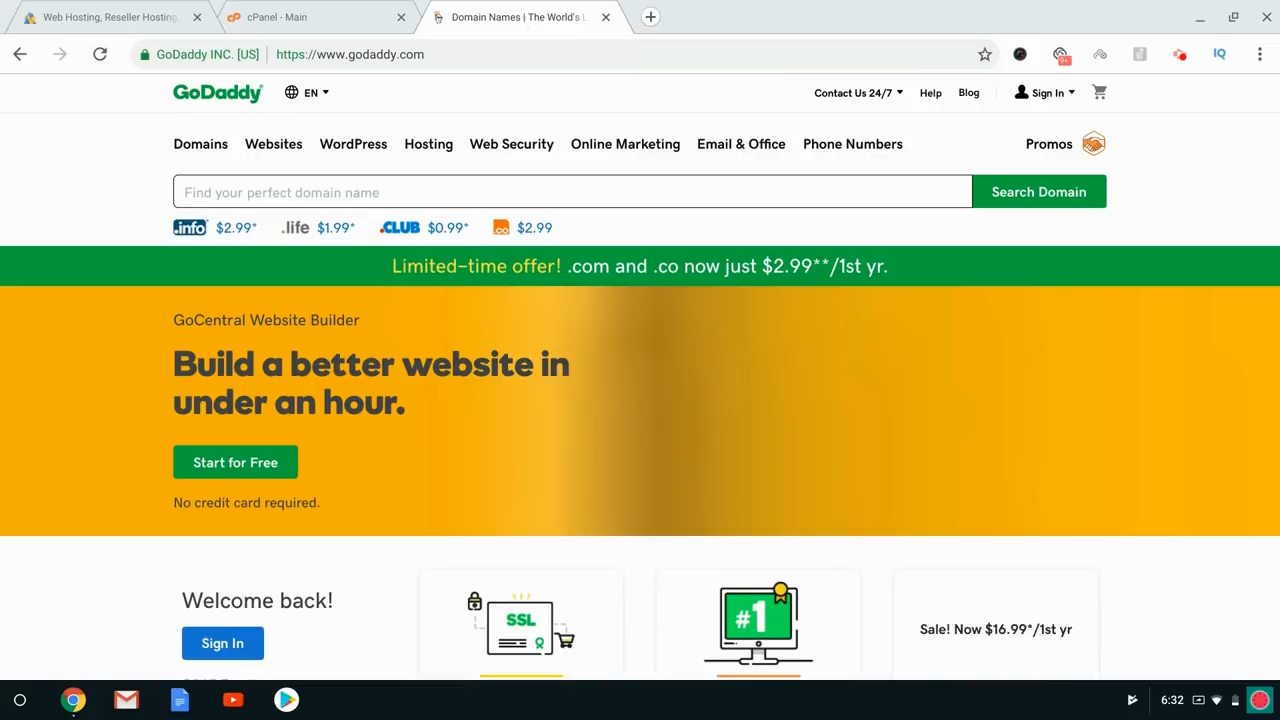 Web Hosting, Reseller Hosting,
cPanel - Main
Domain Names | The World's L
GoDaddy INC. [US]
https://www.godaddy.com
IQ
GoDaddy
EN
Contact Us 24/7
Help
Blog
Sign In
Domains
Websites
WordPress
Hosting
Web Security
Online Marketing
Email & Office
Phone Numbers
Promos
Find your perfect domain name
Search Domain
.info $2.99*
.life $1.99*
.CLUB $0.99*
$2.99
Limited-time offer! .com and .co now just $2.99**/1st yr.
GoCentral Website Builder
Build a better website in
under an hour.
Start for Free
No credit card required.
Welcome back!
Sign In
SSL
#1
Sale! Now $16.99*/1st yr
6:32